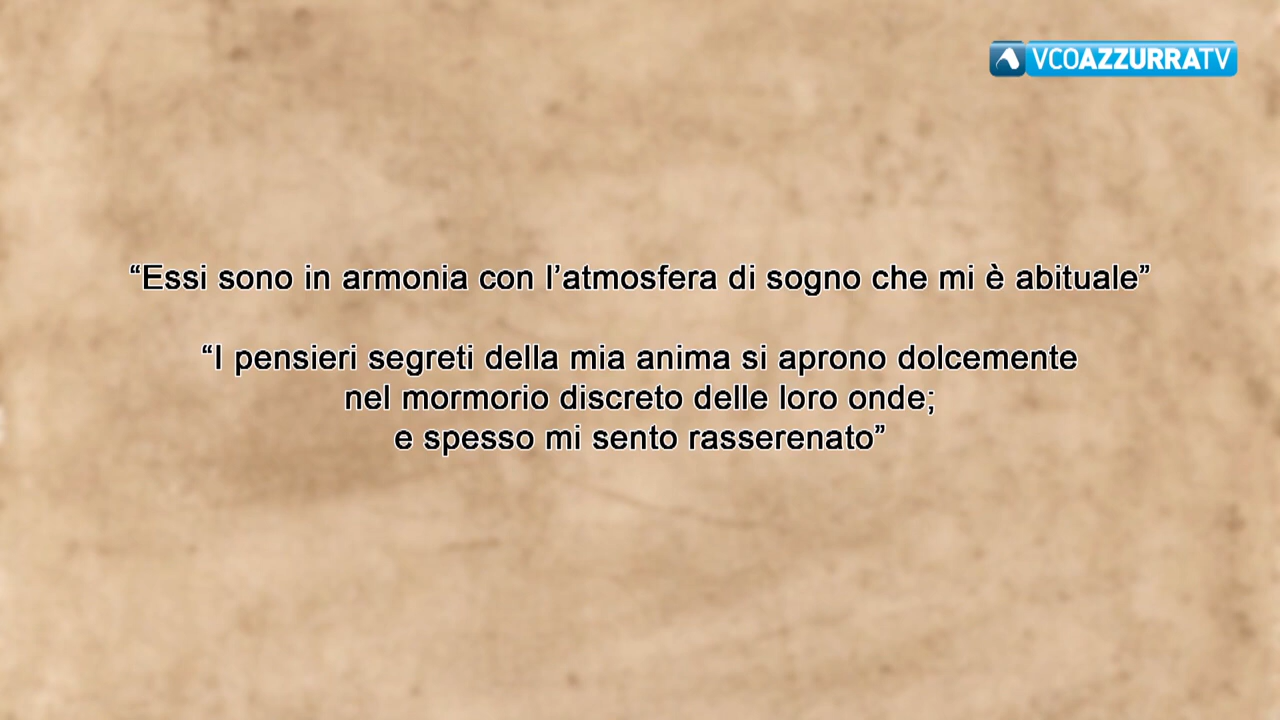 VCOAZZURRATV
“Essi sono in armonia con l’atmosfera di sogno che mi è abituale”
“I pensieri segreti della mia anima si aprono dolcemente
nel mormorio discreto delle loro onde;
e spesso mi sento rasserenato”